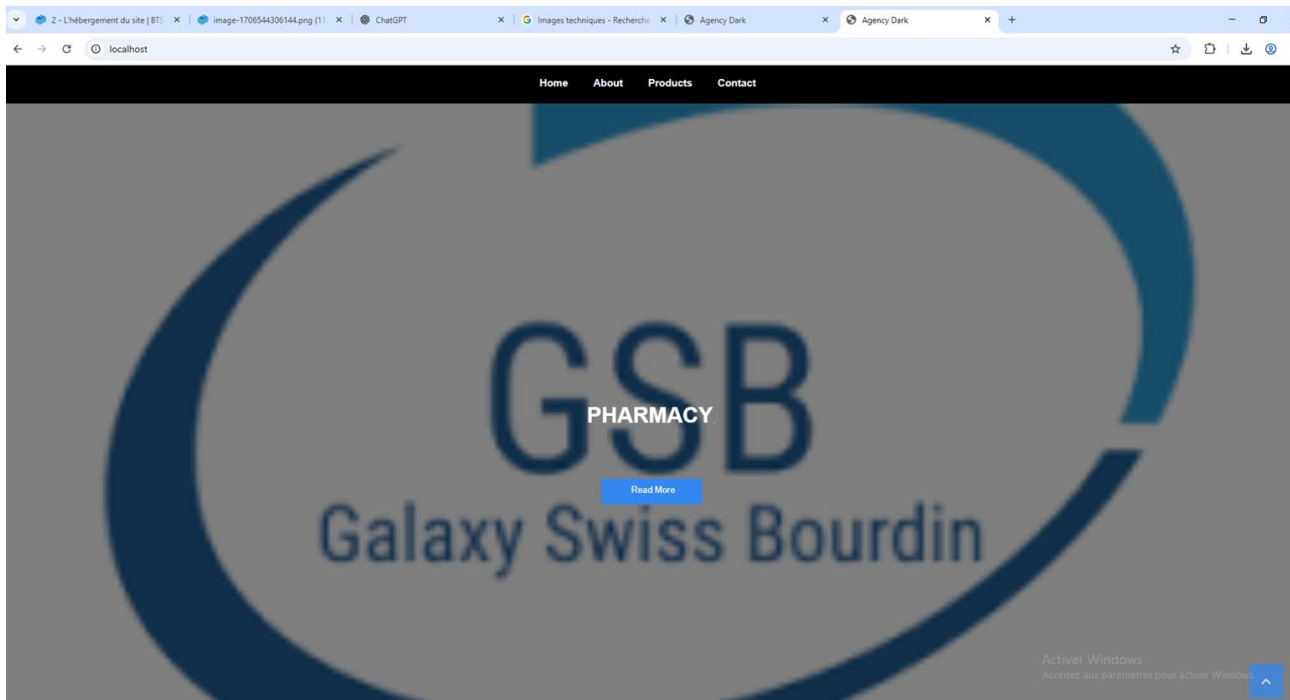 2 - L'hébergement du site | BTS
image-1706544306144.png (11
ChatGPT
Images techniques - Recherche
Agency Dark
Agency Dark
localhost
Home About Products Contact
GSB
PHARMACY
Read More
Galaxy Swiss Bourdin
Activer Windows
Accédez aux paramètres pour activer Windows.